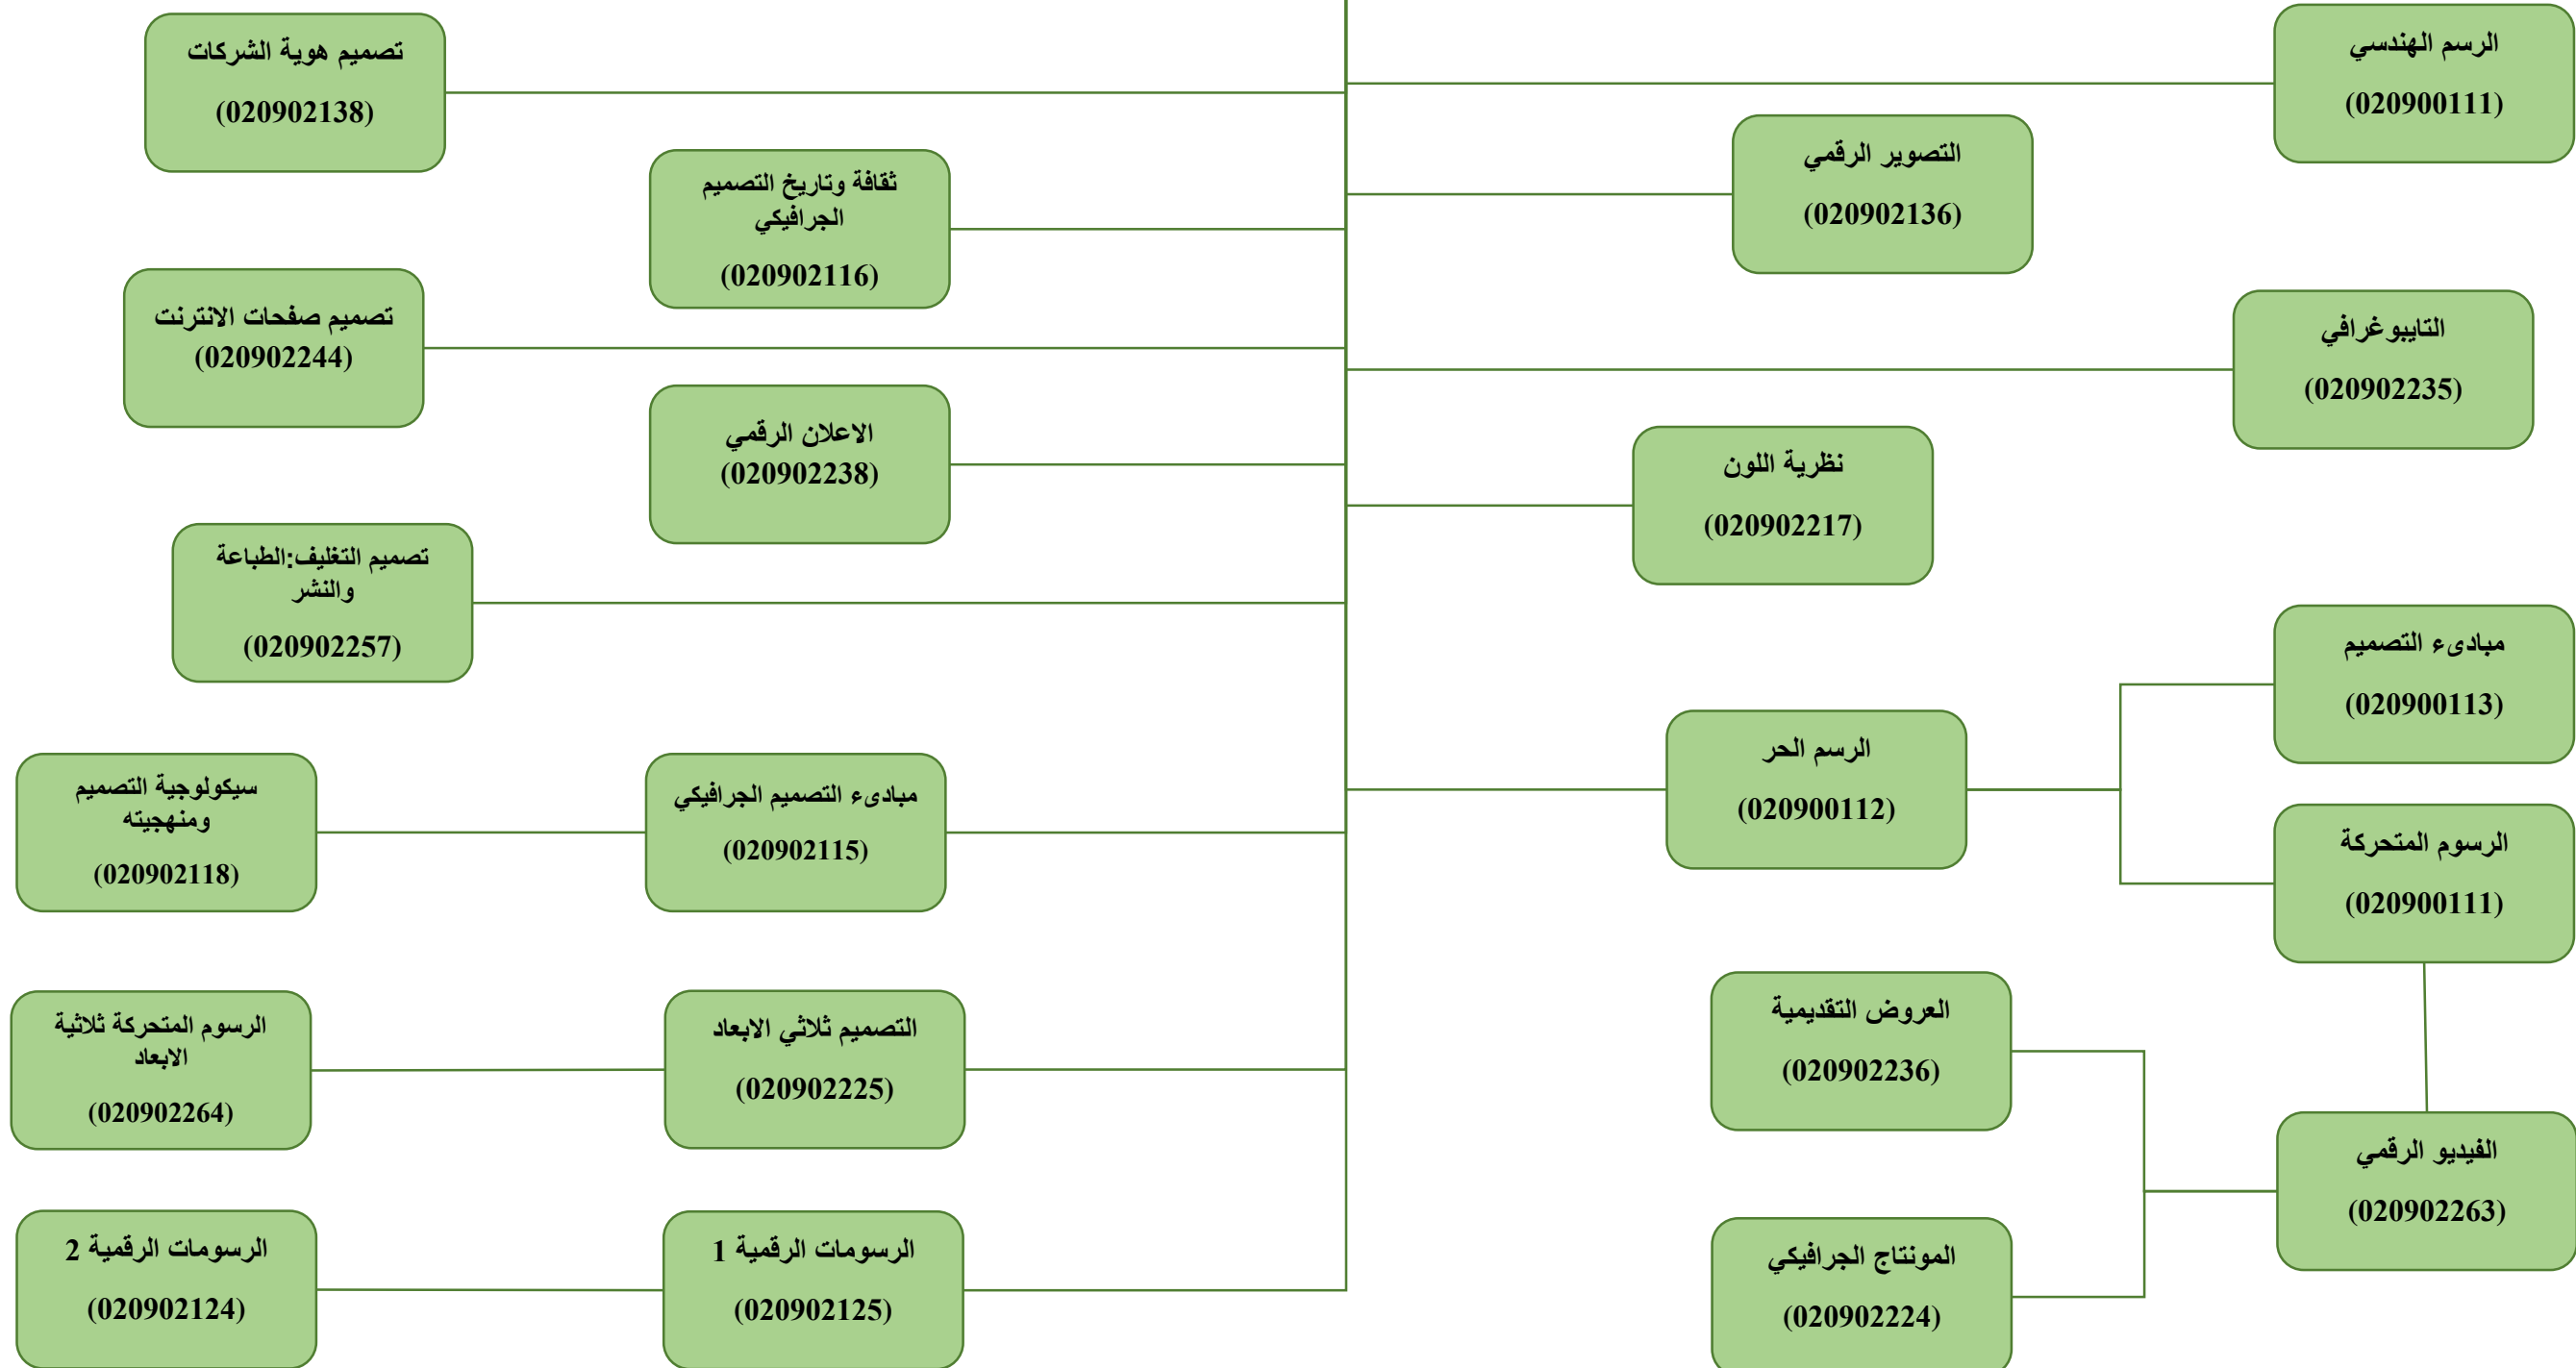 الرسم الهندسي
(020900111)
تصميم هوية الشركات
(020902138)
التصوير الرقمي
(020902136)
ثقافة وتاريخ التصميم
الجرافيكي
(020902116)
التايبوغرافي
(020902235)
تصميم صفحات الانترنت
(020902244)
نظرية اللون
(020902217)
الاعلان الرقمي
(020902238)
تصميم التغليف:الطباعة
والنشر
(020902257)
مبادىء التصميم
(020900113)
الرسم الحر
(020900112)
مبادىء التصميم الجرافيكي
(020902115)
سيكولوجية التصميم
ومنهجيته
(020902118)
الرسوم المتحركة
(020900111)
العروض التقديمية
(020902236)
التصميم ثلاثي الابعاد
(020902225)
الرسوم المتحركة ثلاثية
الابعاد
(020902264)
الفيديو الرقمي
(020902263)
المونتاج الجرافيكي
(020902224)
الرسومات الرقمية 1
(020902125)
الرسومات الرقمية 2
(020902124)